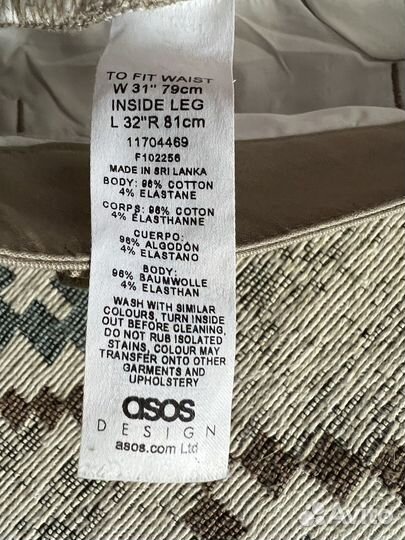 TO FIT WAIST
W 31" 79cm
INSIDE LEG
L 32"R 81cm
11704469
F102256
MADE IN SRI LANKA
BODY: 96% COTTON
4% ELASTANE
CORPS: 96% COTON
4% ELASTHANNE
CUERPO:
96% ALGODÓN
4% ELASTANO
BODY:
96% BAUMWOLLE
4% ELASTHAN
WASH WITH SIMILAR
COLOURS, TURN INSIDE
OUT BEFORE CLEANING.
DO NOT RUB ISOLATED
STAINS, COLOUR MAY
TRANSFER ONTO OTHER
GARMENTS AND
UPHOLSTERY
asos
DESIGN
asos.com Ltd
Avito